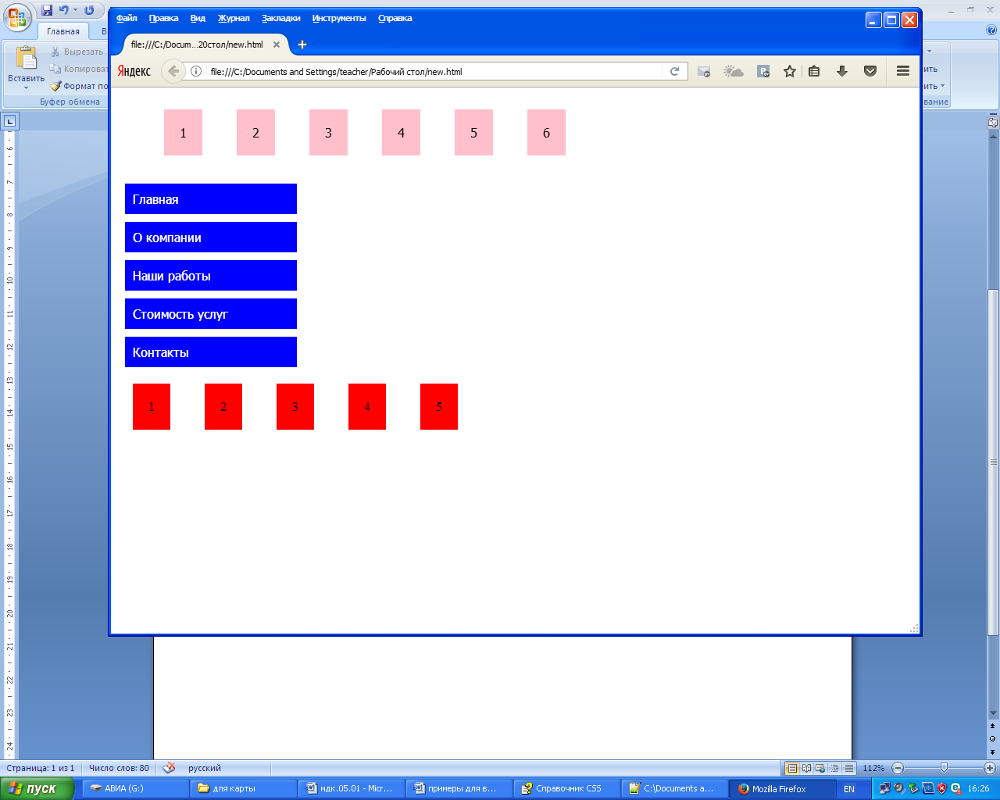 Файл Правка Вид Журнал Закладки Инструменты Справка
Главная В
file:///C:/Docum...20стол/new.html
Вырезать
Яндекс file:///C:/Documents and Settings/teacher/Рабочий стол/new.html
Копироват
Вставить
Формат по
Буфер обмена
1 2 3 4 5 6
Главная
О компании
Наши работы
Стоимость услуг
Контакты
1 2 3 4 5
Страница: 1 из 1 Число слов: 80 русский 112%
пуск АВИА (G:) для карты мдк.05.01 - Micr... примеры для в... Справочник CSS C:\Documents a... Mozilla Firefox EN 16:26